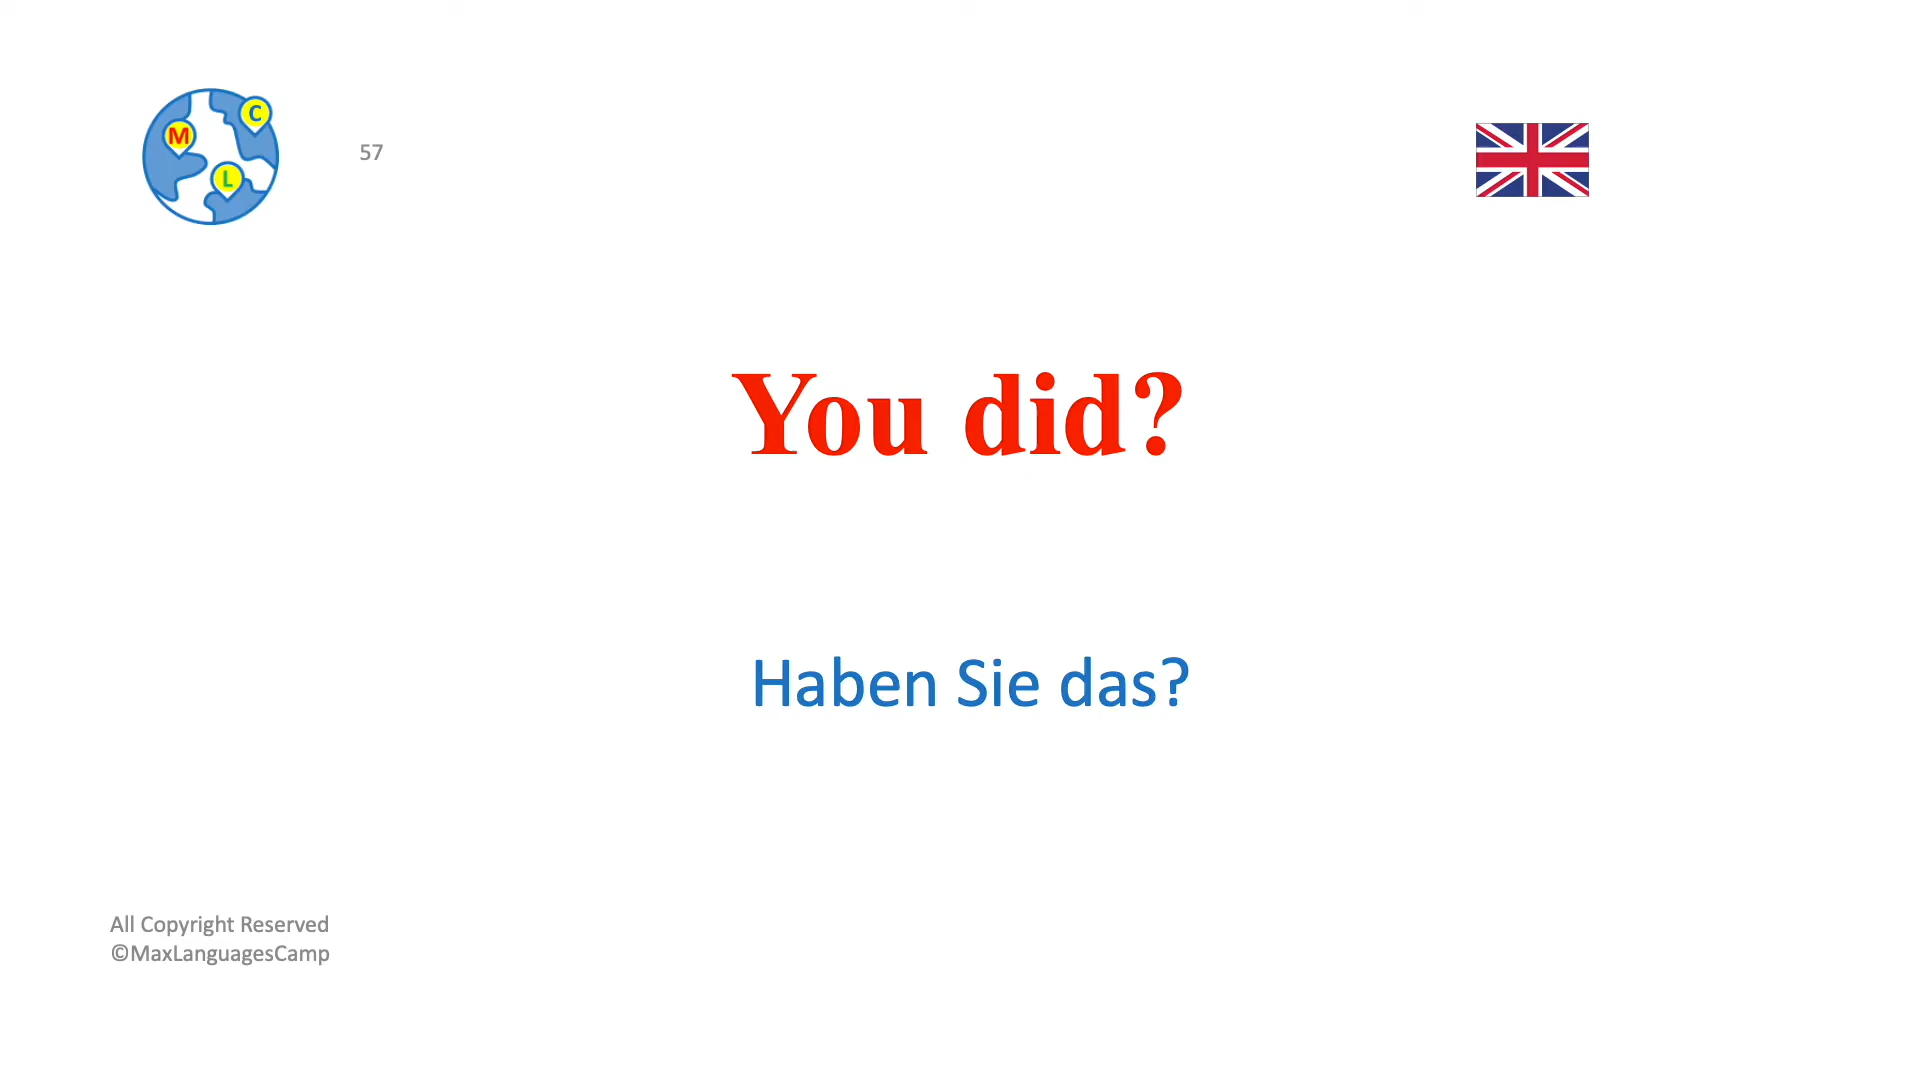 M
C
L
57
You did?
Haben Sie das?
All Copyright Reserved
©MaxLanguagesCamp